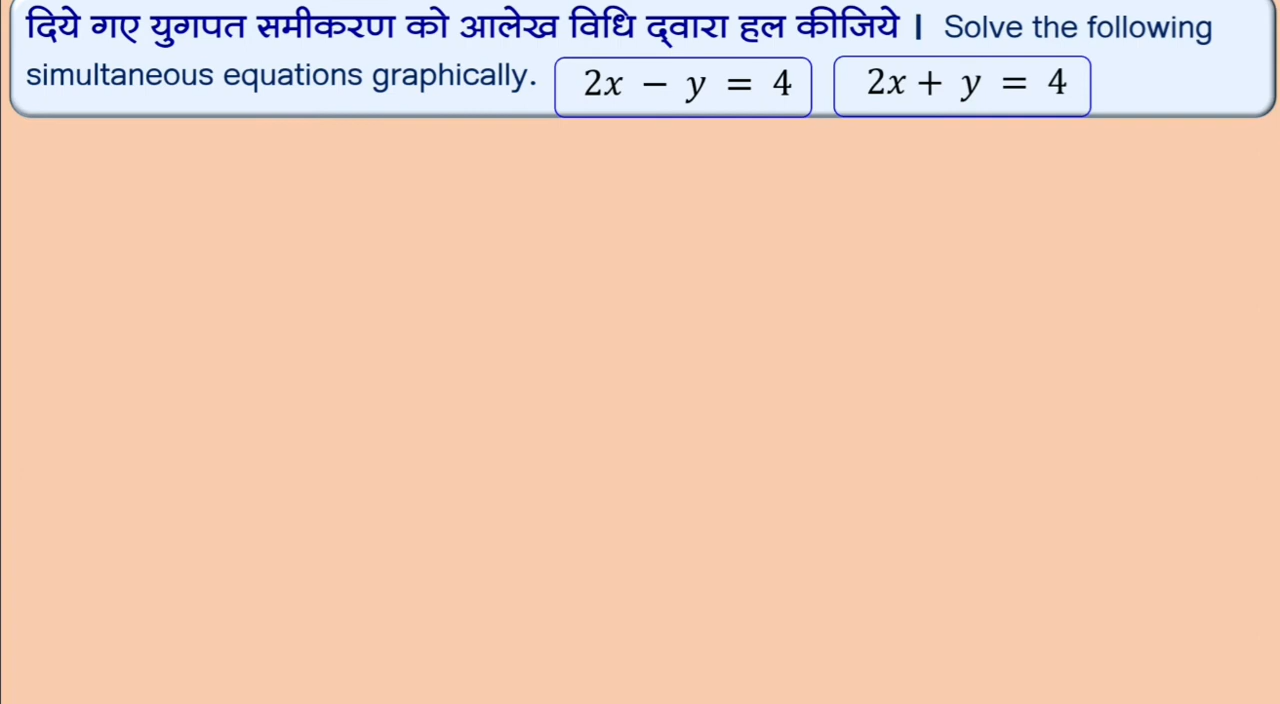 दिये गए युगपत समीकरण को आलेख विधि द्वारा हल कीजिये | Solve the following
simultaneous equations graphically. 2x − y = 4 2x + y = 4